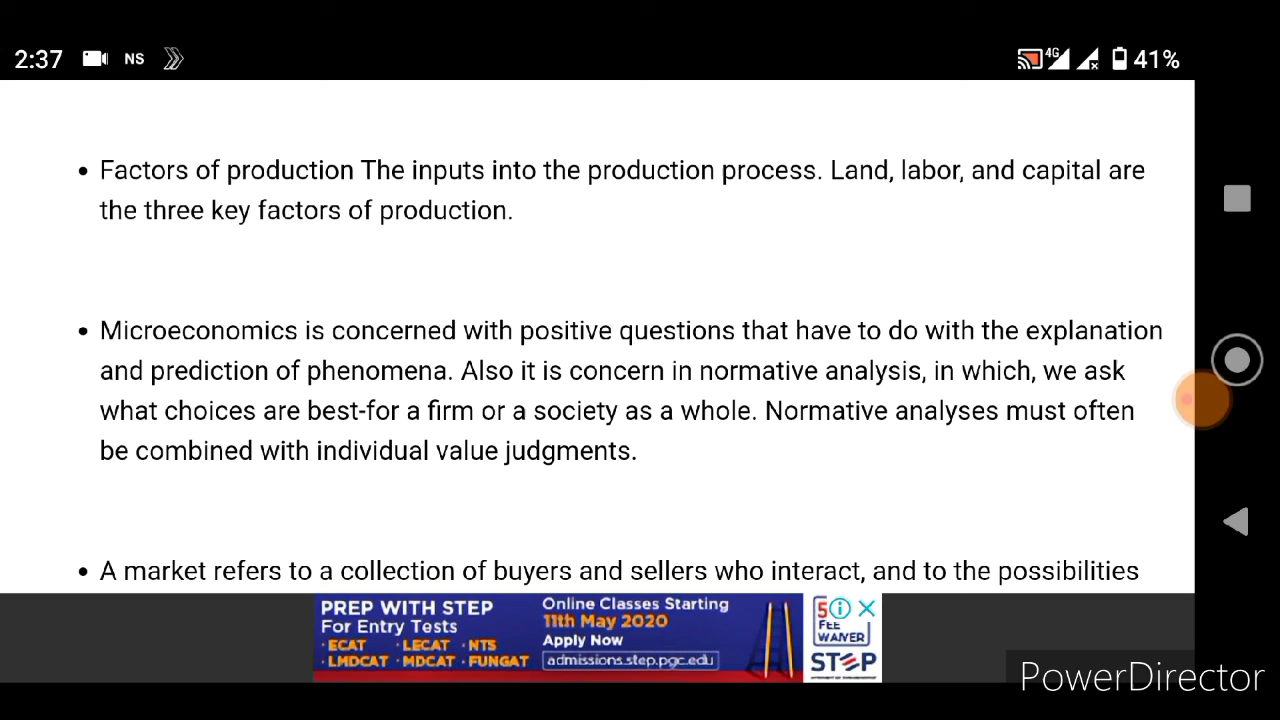 2:37 NS 4G 41%
• Factors of production The inputs into the production process. Land, labor, and capital are
the three key factors of production.
• Microeconomics is concerned with positive questions that have to do with the explanation
and prediction of phenomena. Also it is concern in normative analysis, in which, we ask
what choices are best-for a firm or a society as a whole. Normative analyses must often
be combined with individual value judgments.
• A market refers to a collection of buyers and sellers who interact, and to the possibilities
PREP WITH STEP
For Entry Tests
· ECAT · LECAT · NTS
· LMDCAT · MDCAT · FUNGAT
Online Classes Starting
11th May 2020
Apply Now
admissions.step.pgc.edu
FEE
WAIVER
STEP
PowerDirector